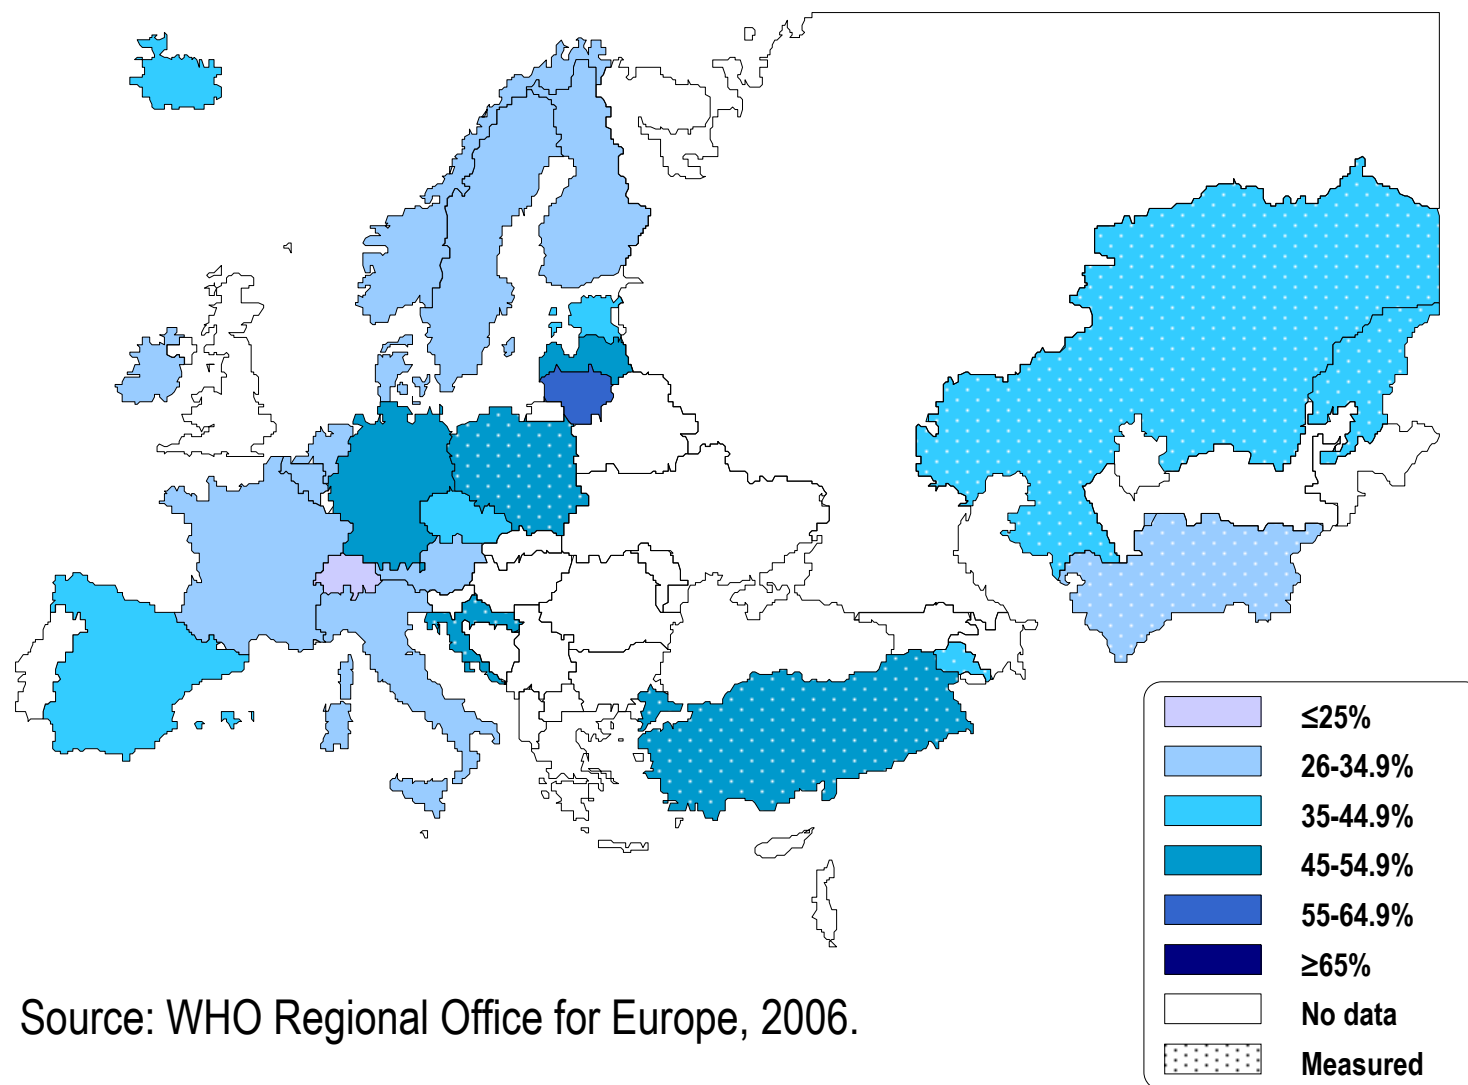 ≤25%
26-34.9%
35-44.9%
45-54.9%
55-64.9%
≥65%
No data
Measured
Source: WHO Regional Office for Europe, 2006.